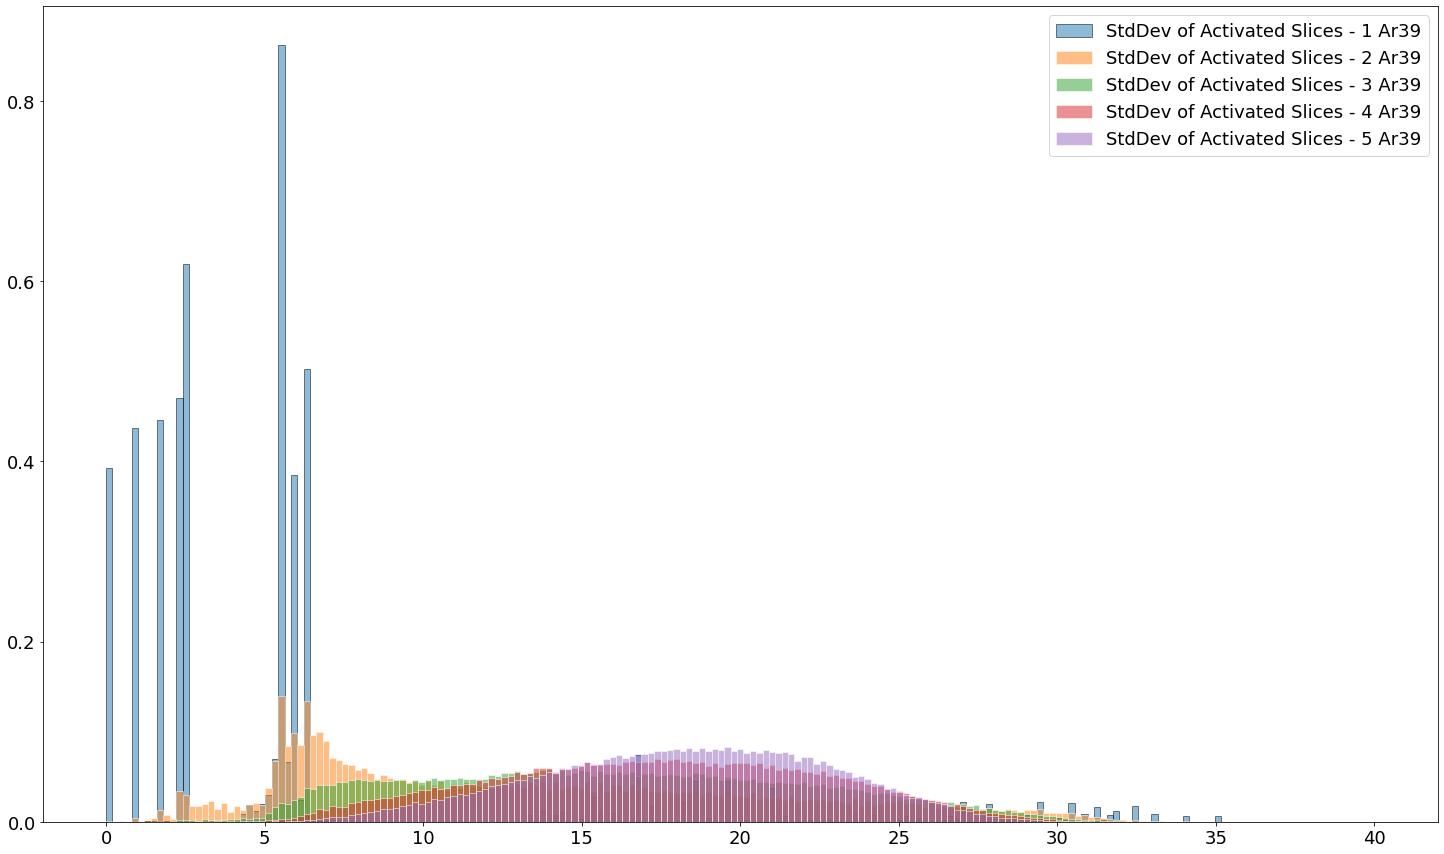 StdDev of Activated Slices - 1 Ar39
StdDev of Activated Slices - 2 Ar39
StdDev of Activated Slices - 3 Ar39
StdDev of Activated Slices - 4 Ar39
StdDev of Activated Slices - 5 Ar39
0.8
0.6
0.4
0.2
0.0
0 5 10 15 20 25 30 35 40